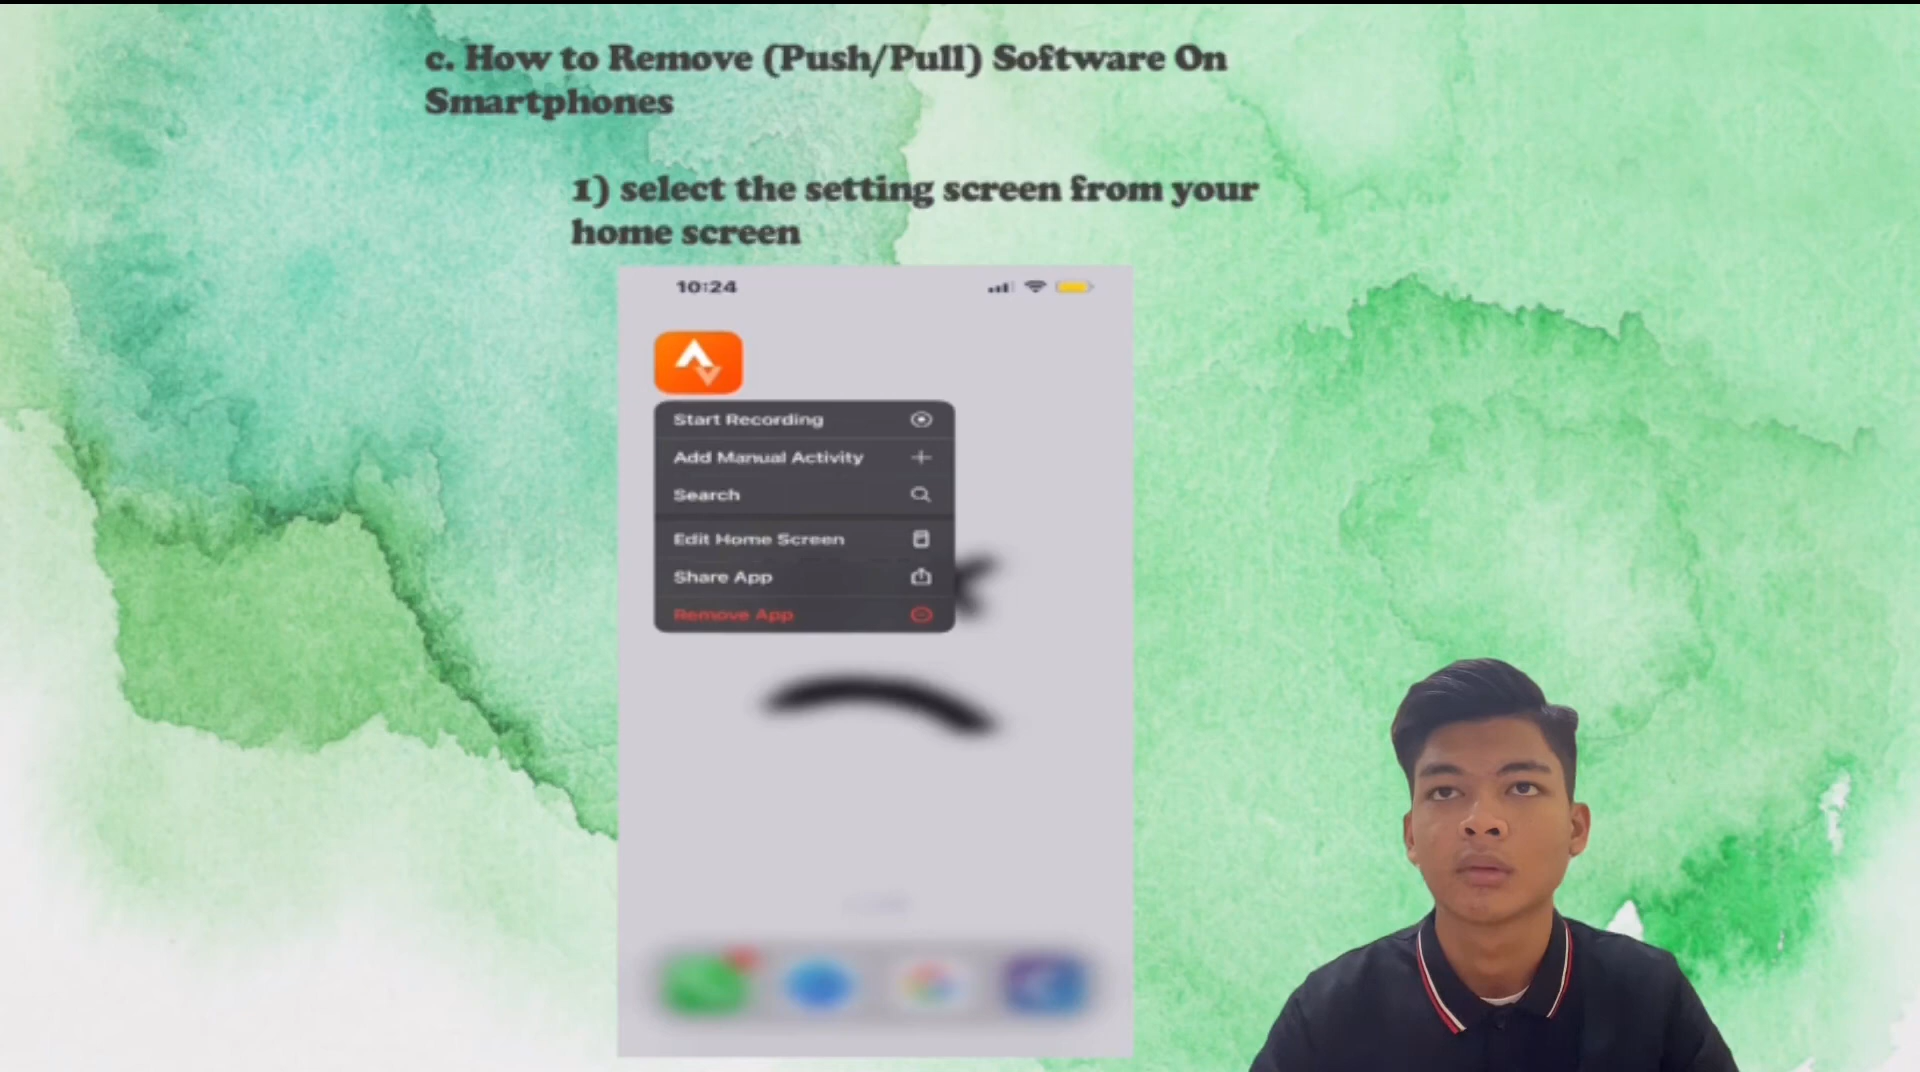 c. How to Remove (Push/Pull) Software On
Smartphones
1) select the setting screen from your
home screen
10:24
Start Recording
Add Manual Activity
Search
Edit Home Screen
Share App
Remove App